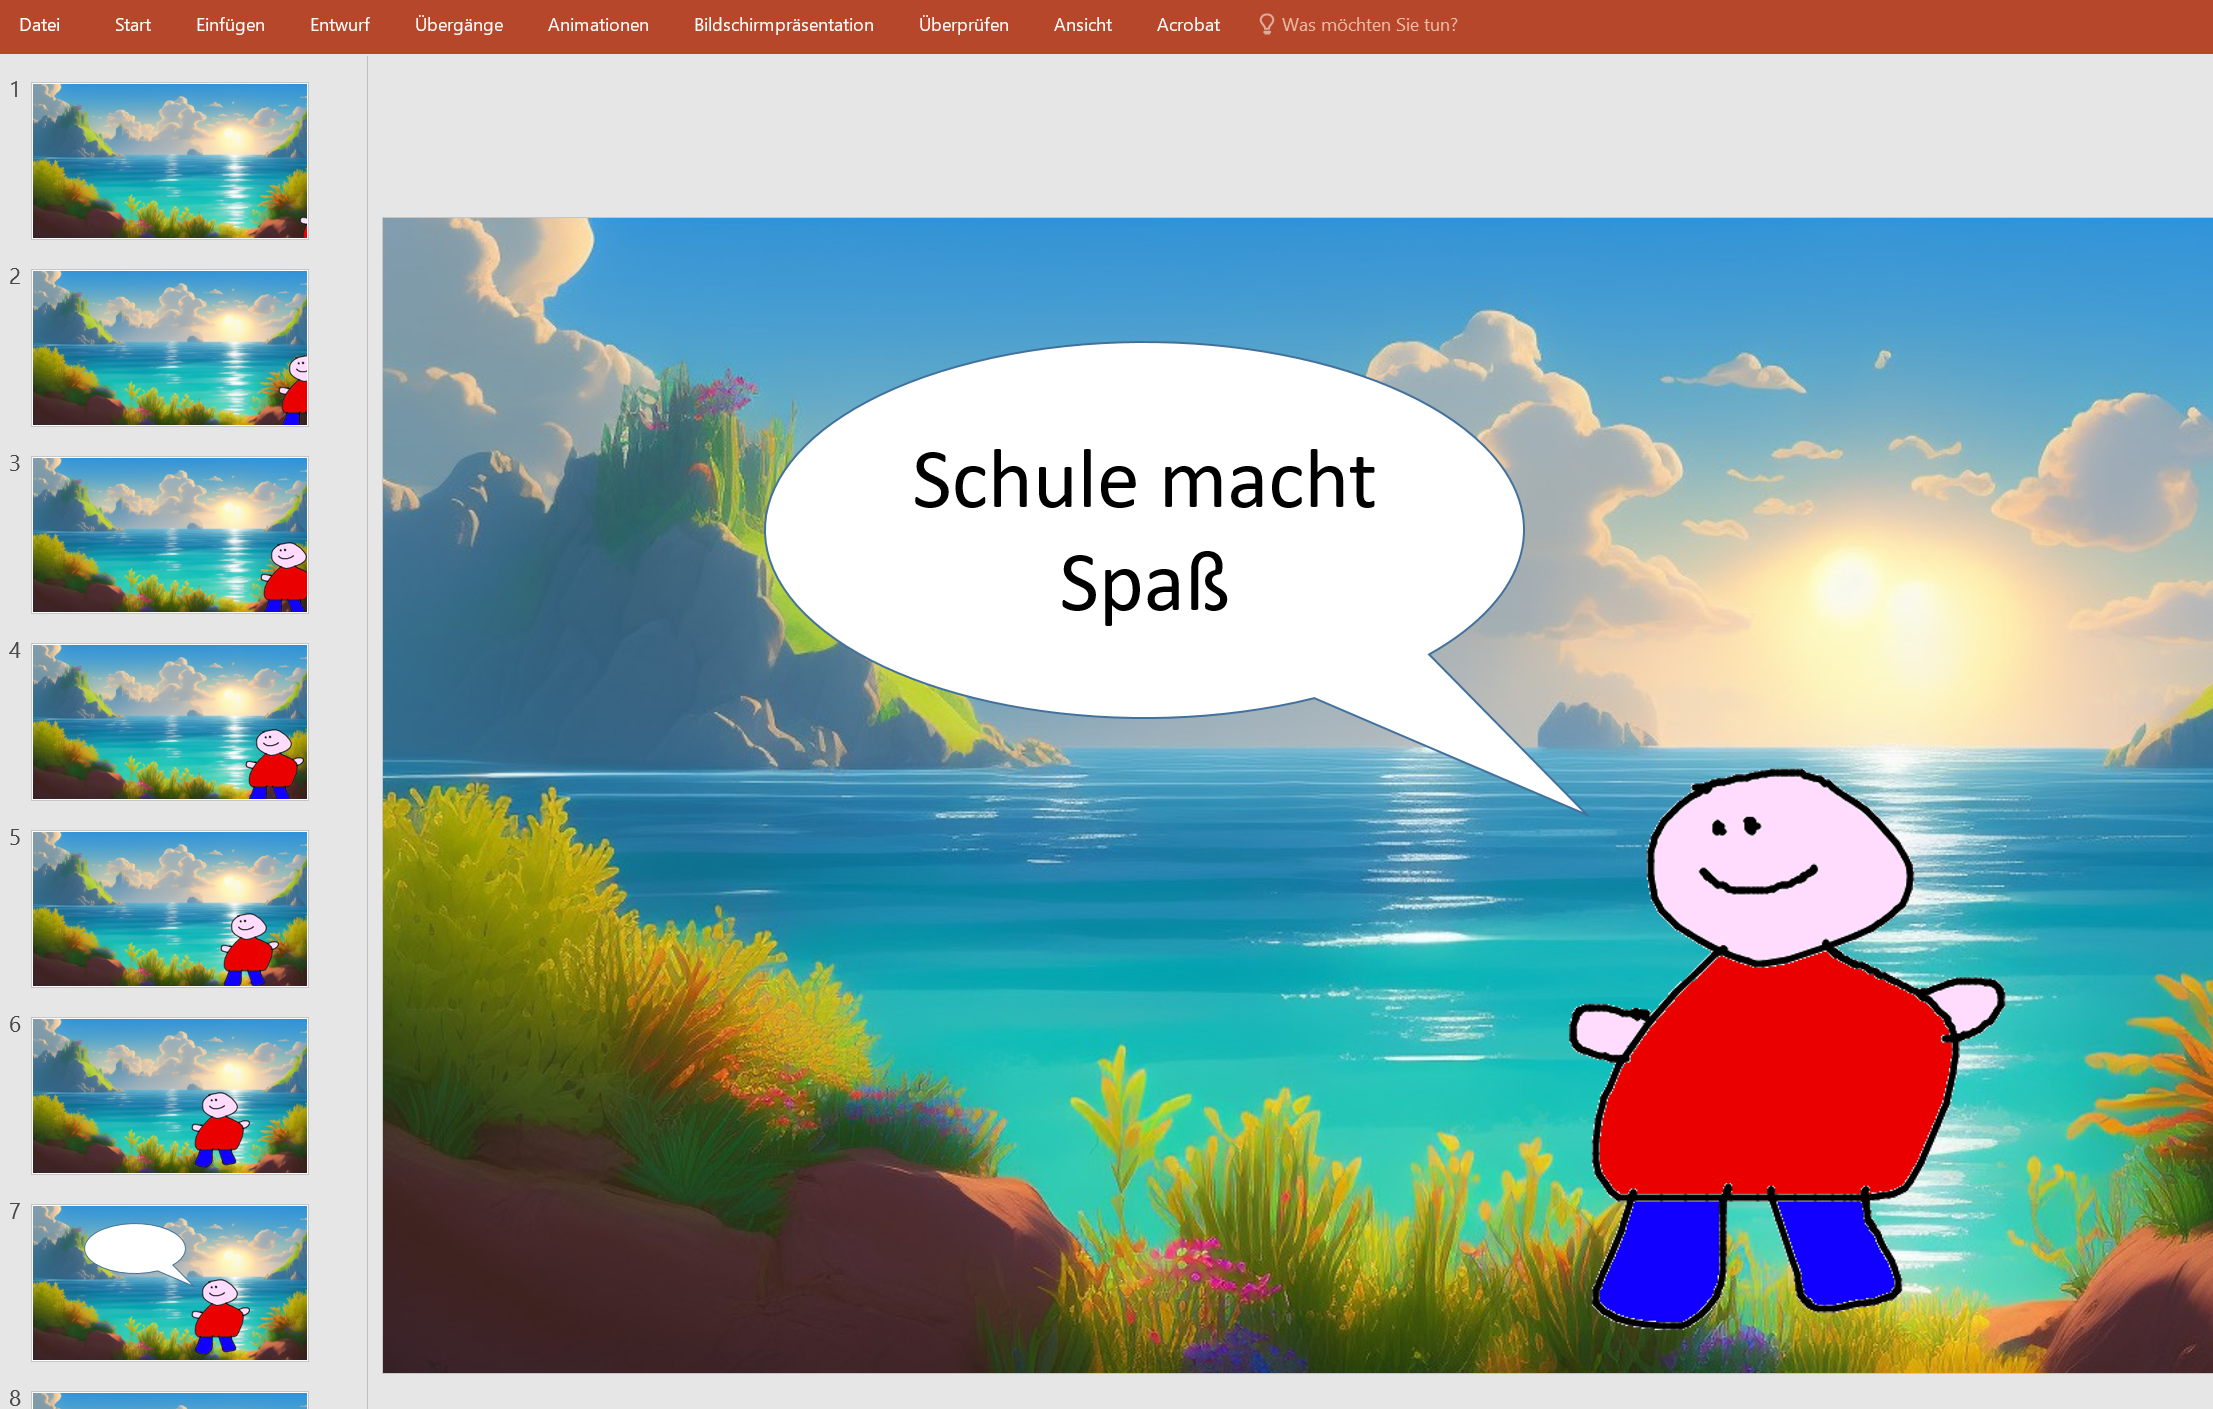 Datei Start Einfügen Entwurf Übergänge Animationen Bildschirmpräsentation Überprüfen Ansicht Acrobat Was möchten Sie tun?
1
2
3
4
5
6
7
8
Schule macht
Spaß